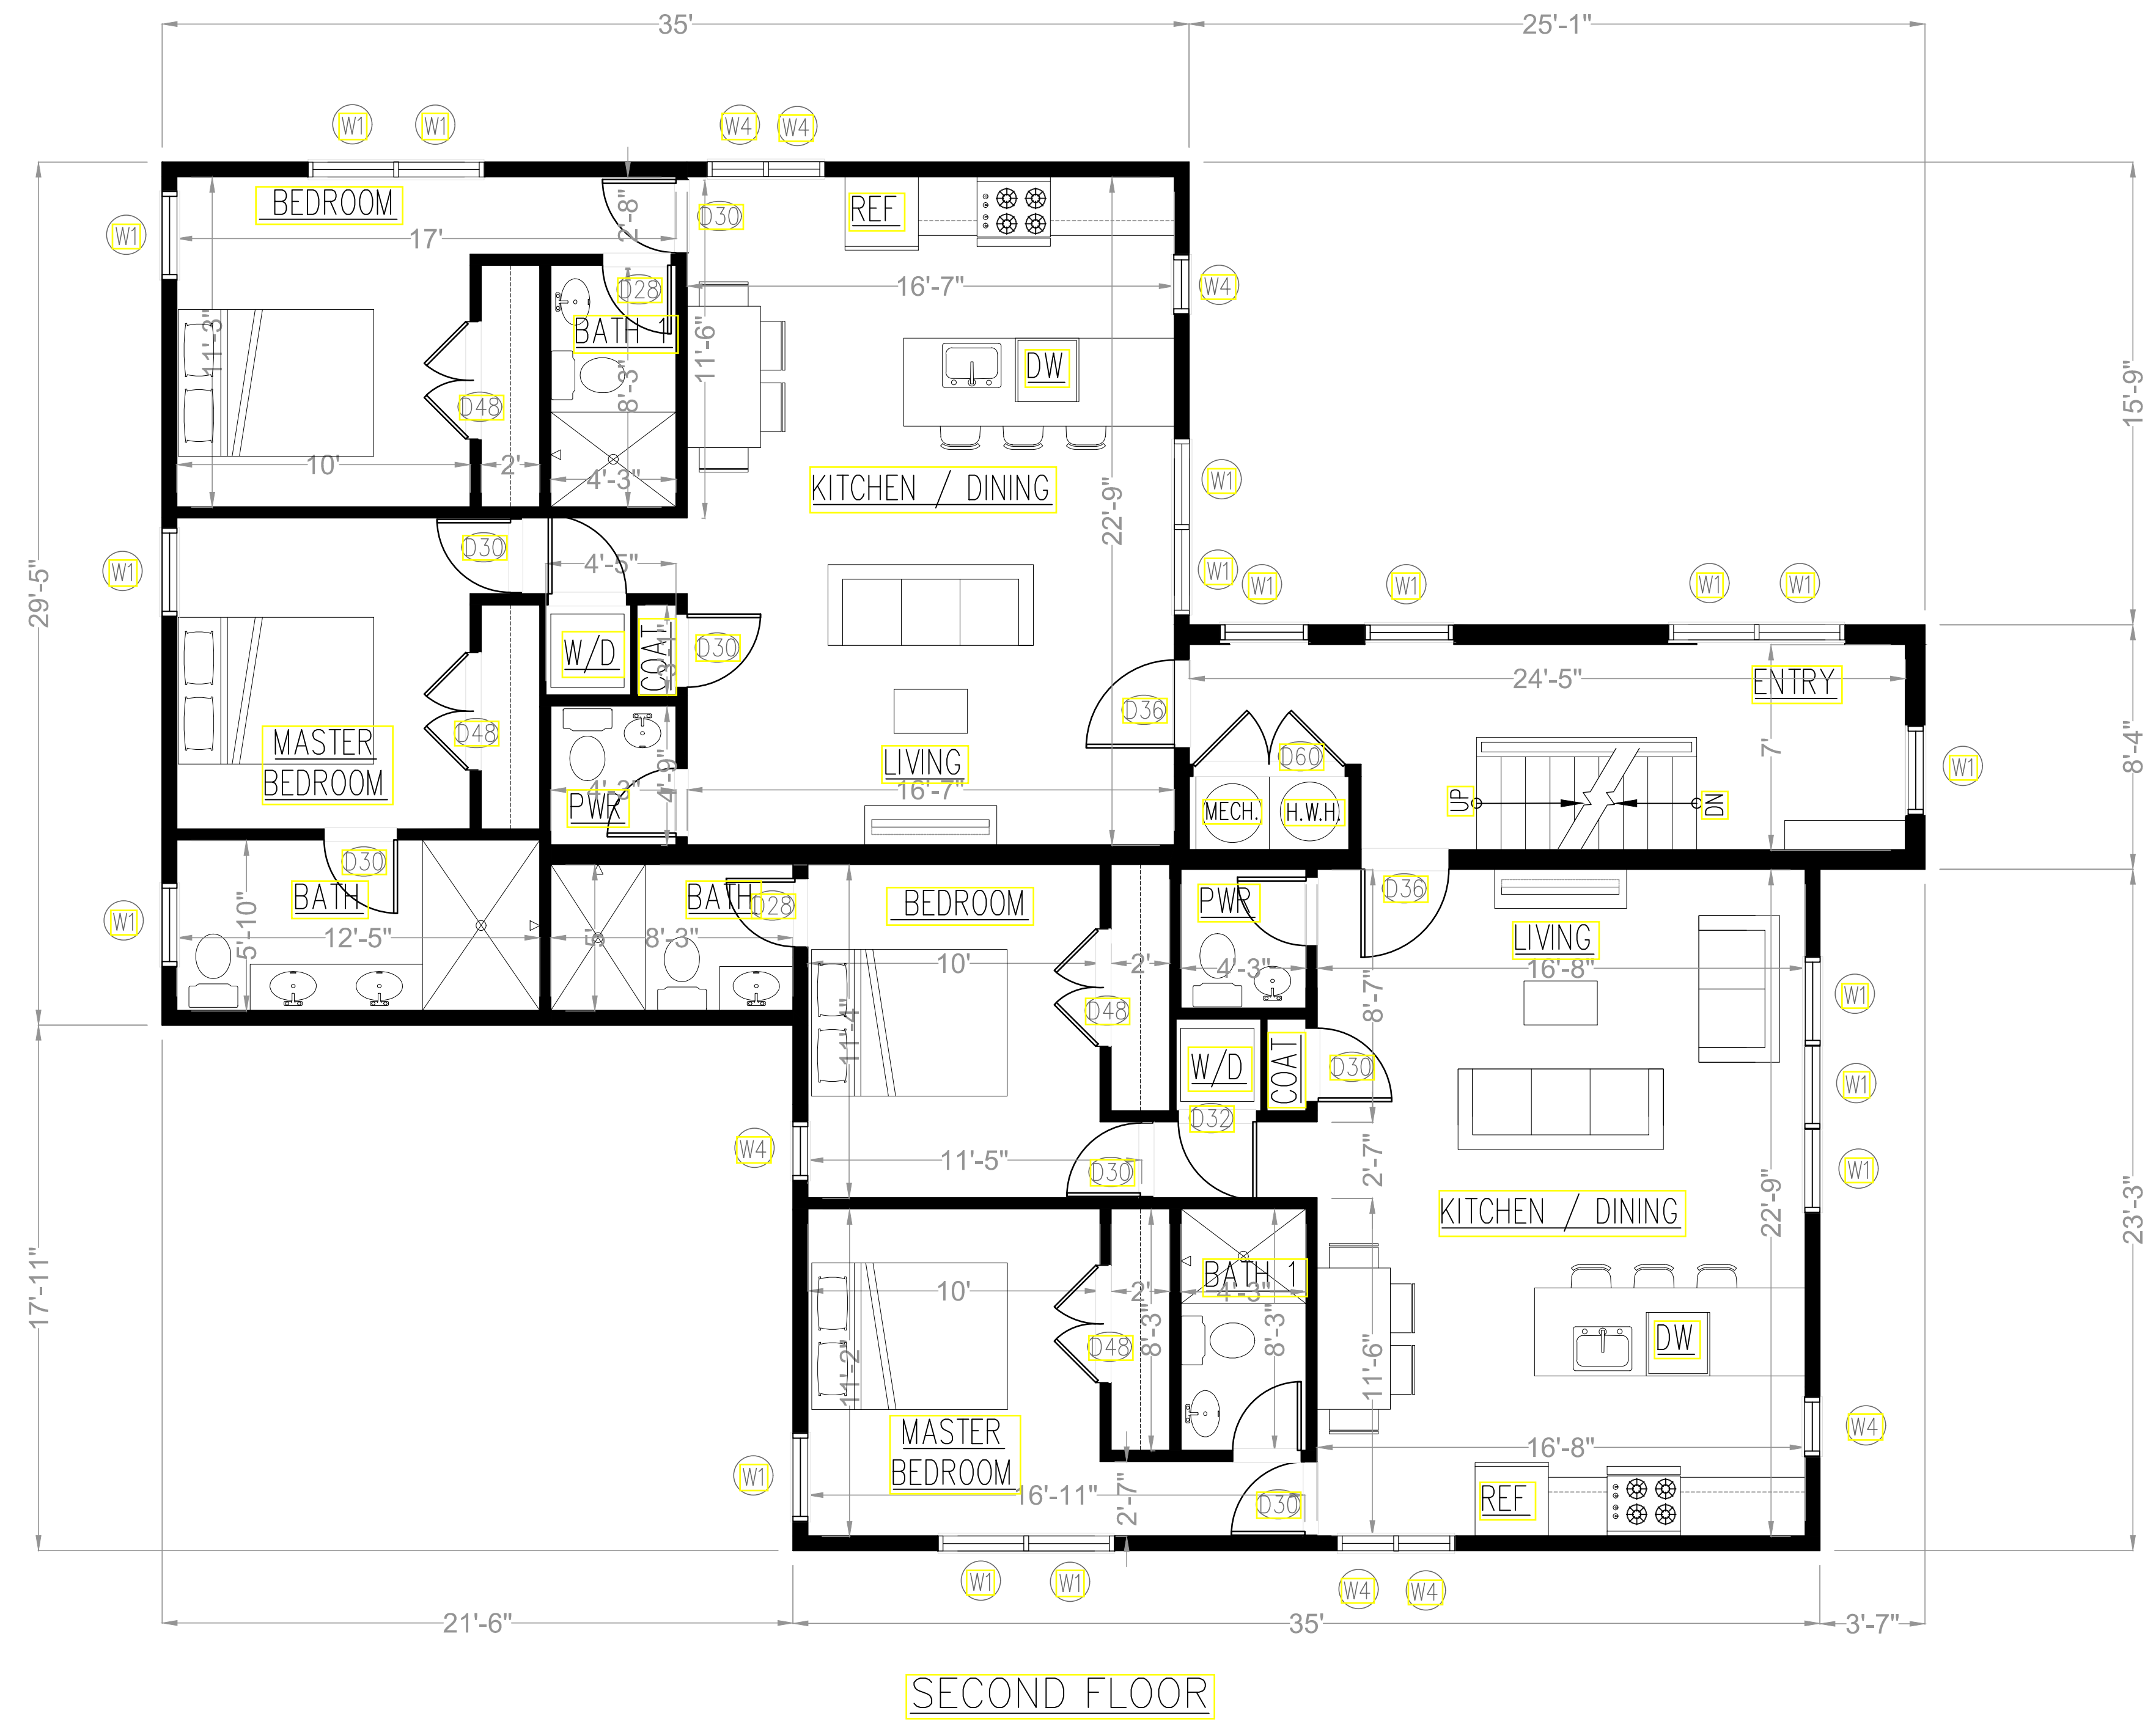 35'
25'-1"
W1
W1
W4
W4
BEDROOM
2'-8"
D30
REF
W1
17'
11'-3"
D28
BATH 1
16'-7"
W4
11'-6"
8'-3"
DW
15'-9"
D48
10'
2'
4'-3"
KITCHEN / DINING
22'-9"
W1
D30
4'-5"
W1
W1
W1
W1
W1
W1
29'-5"
W/D
COAT
D30
24'-5"
ENTRY
D36
MASTER
BEDROOM
D48
4'-9"
4'-3"
PWR
LIVING
16'-7"
D60
7'
W1
8'-4"
MECH.
H.W.H.
UP
DN
D30
BATH
W1
5'-10"
12'-5"
BATH
D28
5'
8'-3"
BEDROOM
10'
2'
PWR
D36
4'-3"
LIVING
16'-8"
W1
8'-7"
11'-4"
D48
W/D
COAT
D30
W1
D32
W4
11'-5"
D30
2'-7"
W1
KITCHEN / DINING
22'-9"
23'-3"
17'-11"
10'
2'
BATH 1
4'-3"
11'-2"
D48
8'-3"
8'-3"
11'-6"
DW
MASTER
BEDROOM
16'-8"
W4
W1
16'-11"
2'-7"
D30
REF
W1
W1
W4
W4
21'-6"
35'
3'-7"
SECOND FLOOR